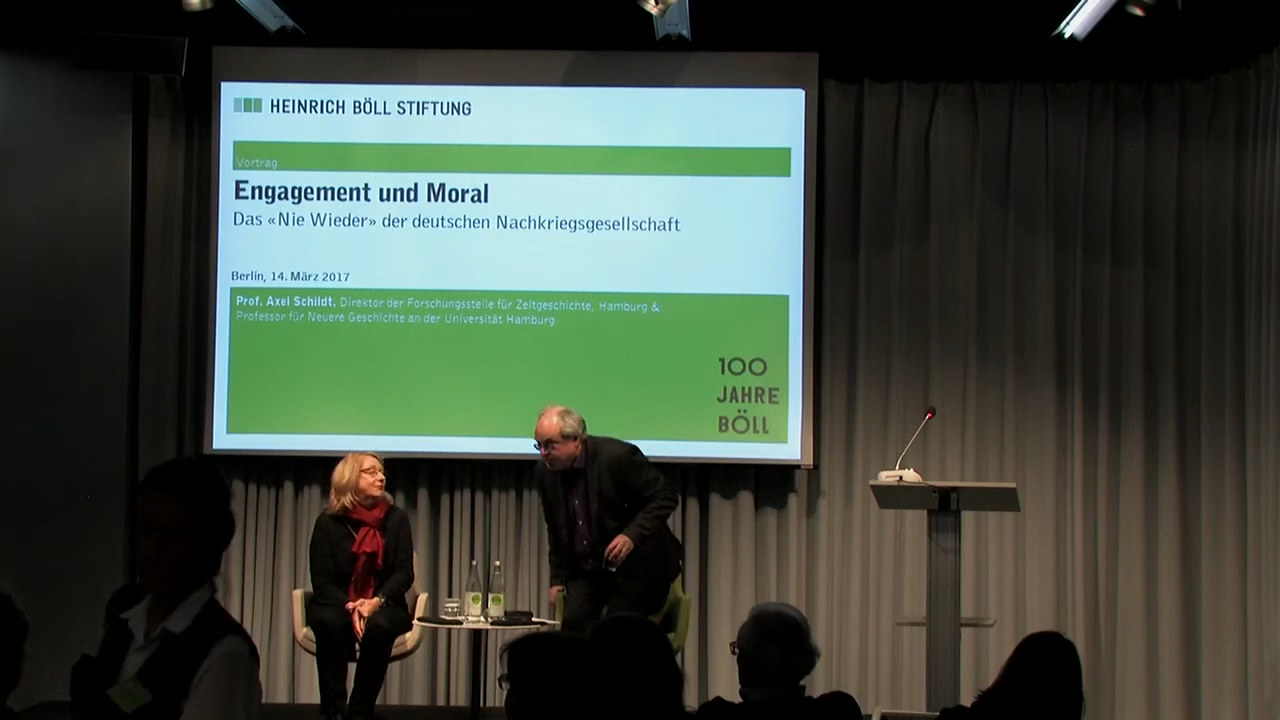 HEINRICH BÖLL STIFTUNG
Vortrag
Engagement und Moral
Das «Nie Wieder» der deutschen Nachkriegsgesellschaft
Berlin, 14. März 2017
Prof. Axel Schildt, Direktor der Forschungsstelle für Zeitgeschichte, Hamburg &
Professor für Neuere Geschichte an der Universität Hamburg
100
JAHRE
BÖLL